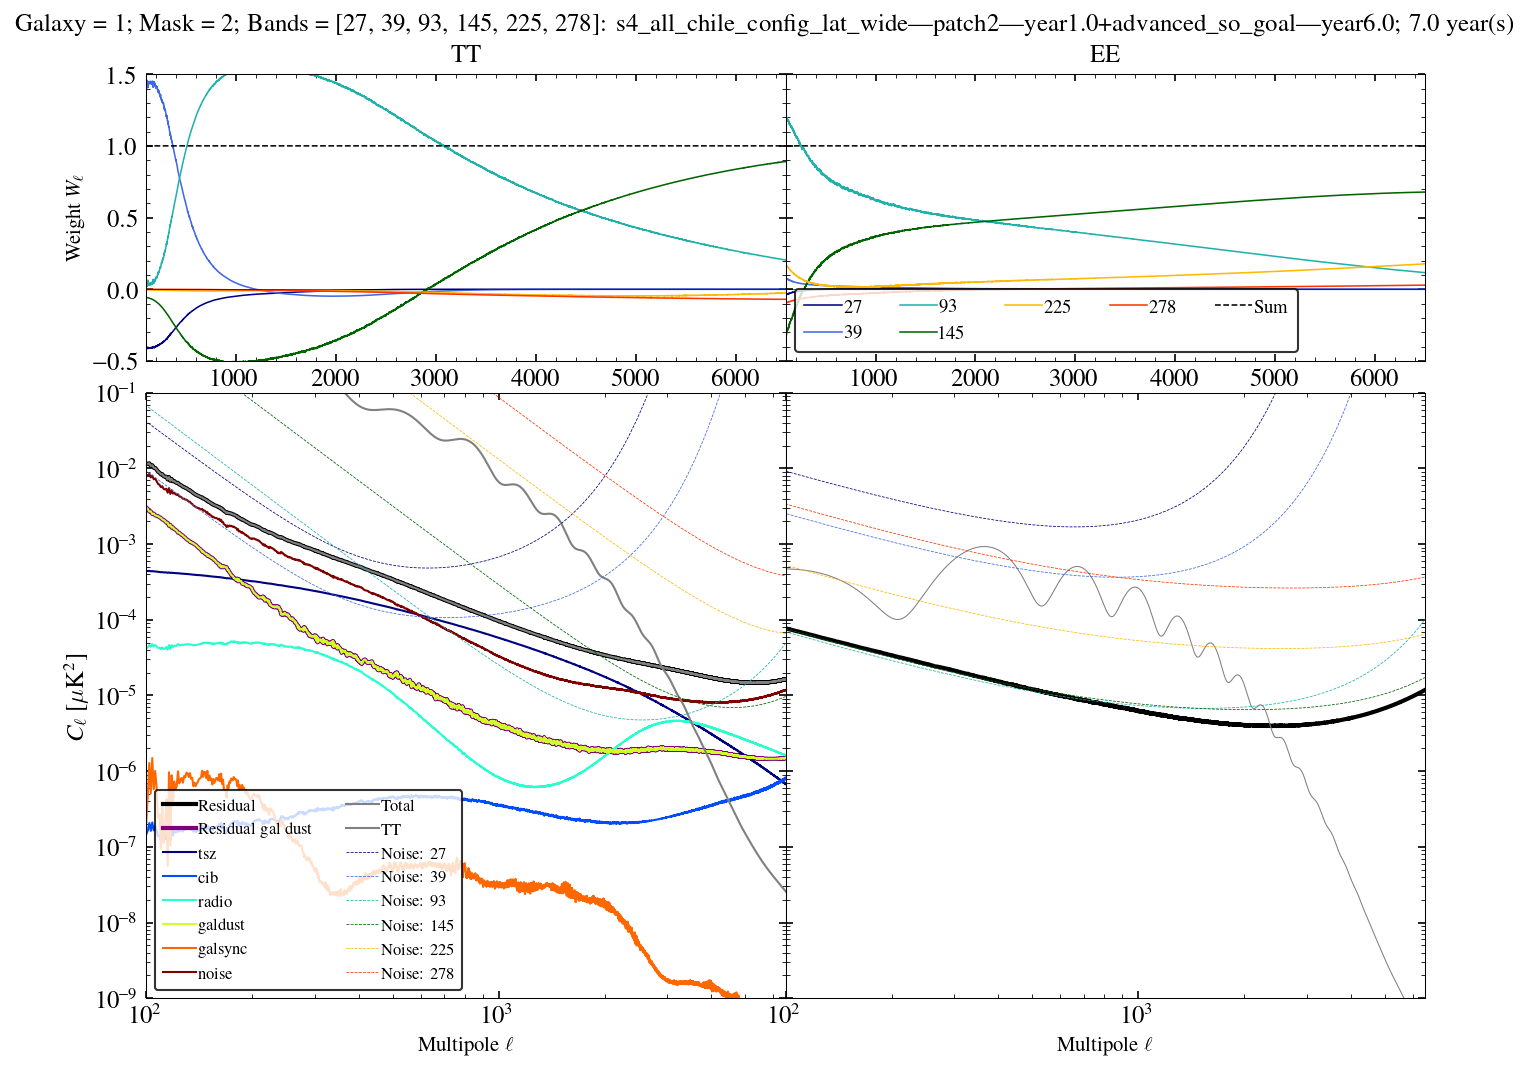 Galaxy = 1; Mask = 2; Bands = [27, 39, 93, 145, 225, 278]: s4_all_chile_config_lat_wide—patch2—year1.0+advanced_so_goal—year6.0; 7.0 year(s)
TT EE
1.5
1.0
0.5
0.0
−0.5
Weight W_ℓ
27 93 225 278 Sum
39 145
1000 2000 3000 4000 5000 6000 1000 2000 3000 4000 5000 6000
10^{-1}
10^{-2}
10^{-3}
10^{-4}
10^{-5}
10^{-6}
10^{-7}
10^{-8}
10^{-9}
C_ℓ [μK^2]
Residual Total
Residual gal dust TT
tsz Noise: 27
cib Noise: 39
radio Noise: 93
galdust Noise: 145
galsync Noise: 225
noise Noise: 278
10^2 10^3 10^2 10^3
Multipole ℓ Multipole ℓ